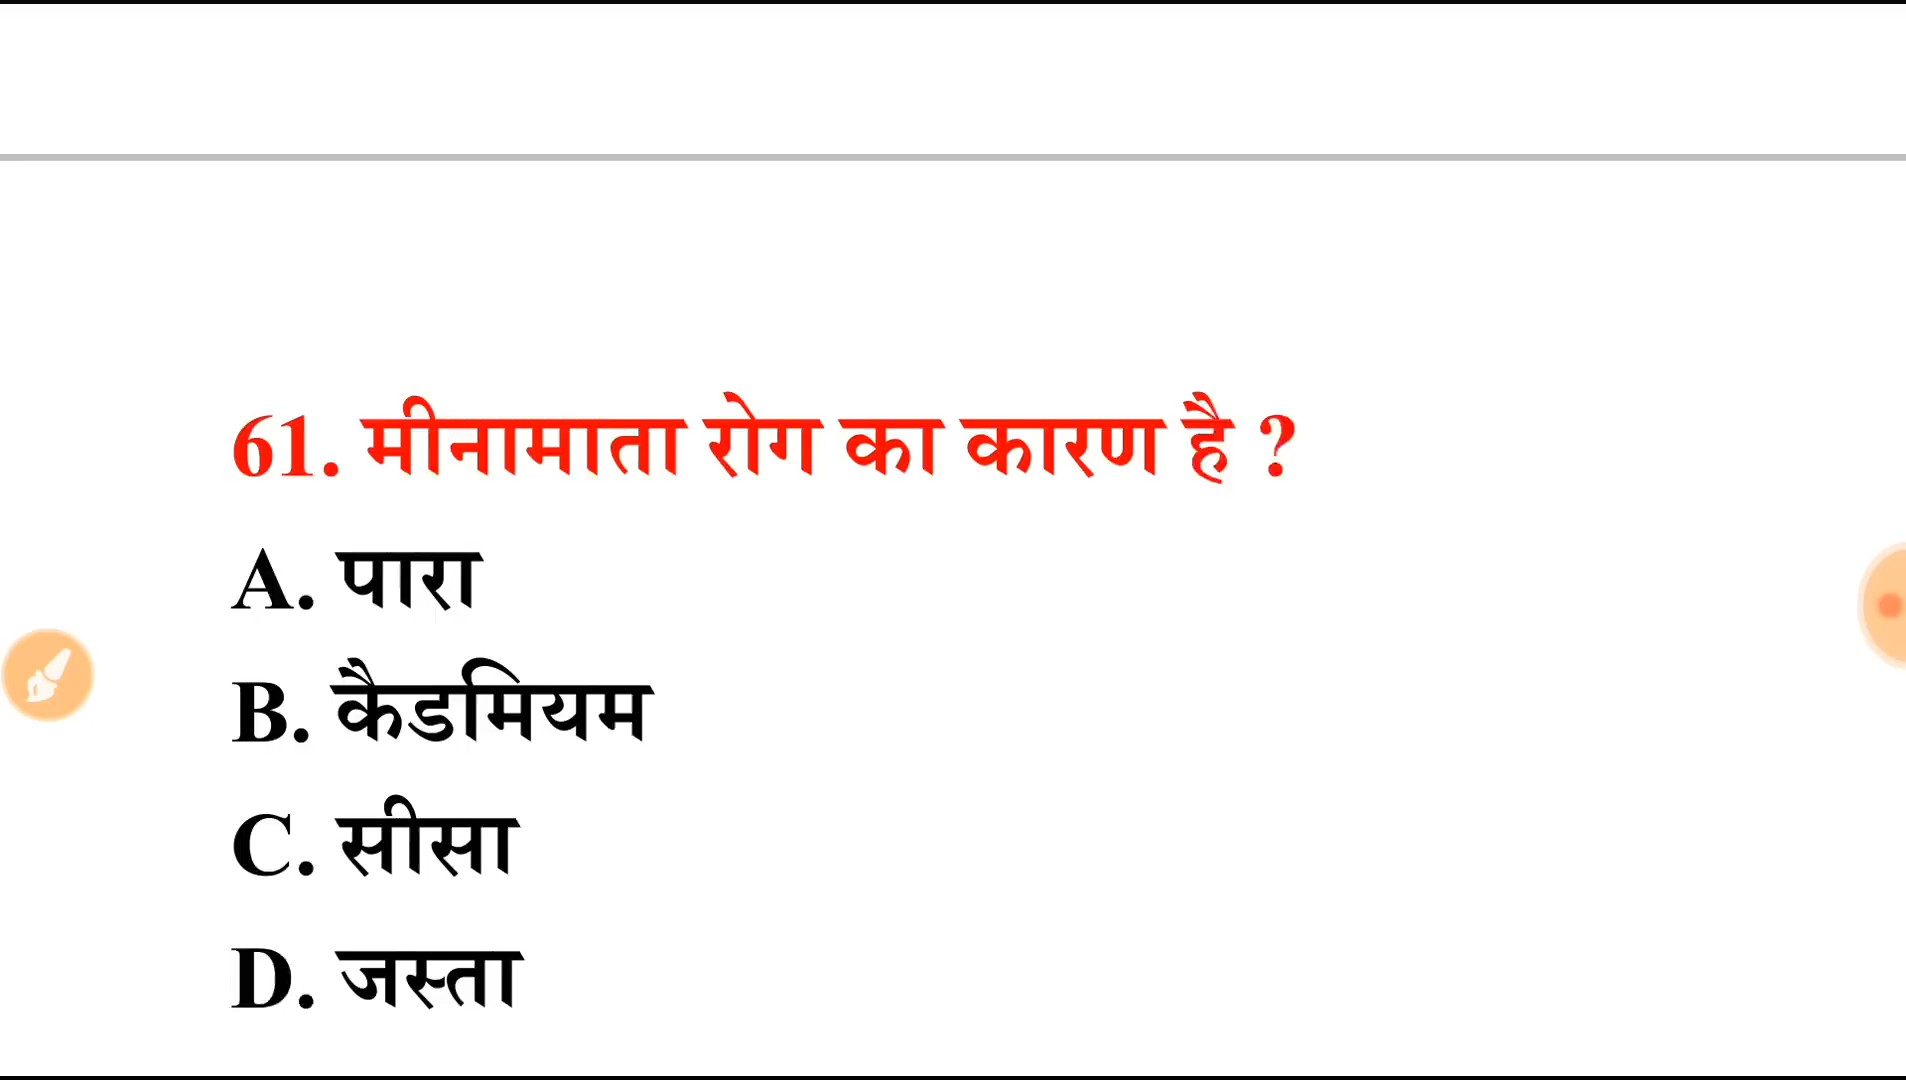 61. मीनामाता रोग का कारण है ?
A. पारा
B. कैडमियम
C. सीसा
D. जस्ता